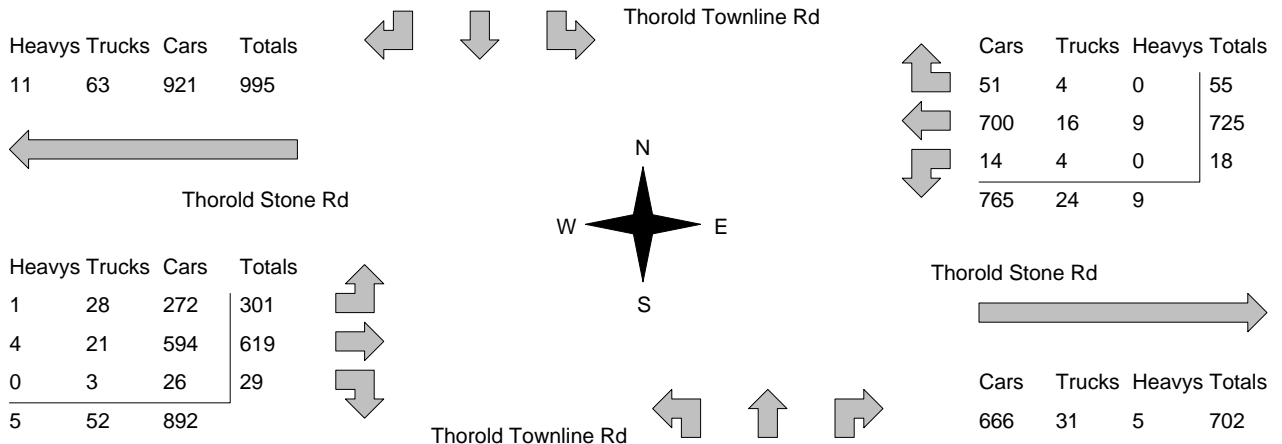 Thorold Townline Rd
Heavys Trucks Cars Totals
11 63 921 995
Cars Trucks Heavys Totals
51 4 0 55
700 16 9 725
14 4 0 18
765 24 9
Thorold Stone Rd
N
W E
S
Heavys Trucks Cars Totals
1 28 272 301
4 21 594 619
0 3 26 29
5 52 892
Thorold Stone Rd
Cars Trucks Heavys Totals
666 31 5 702
Thorold Townline Rd